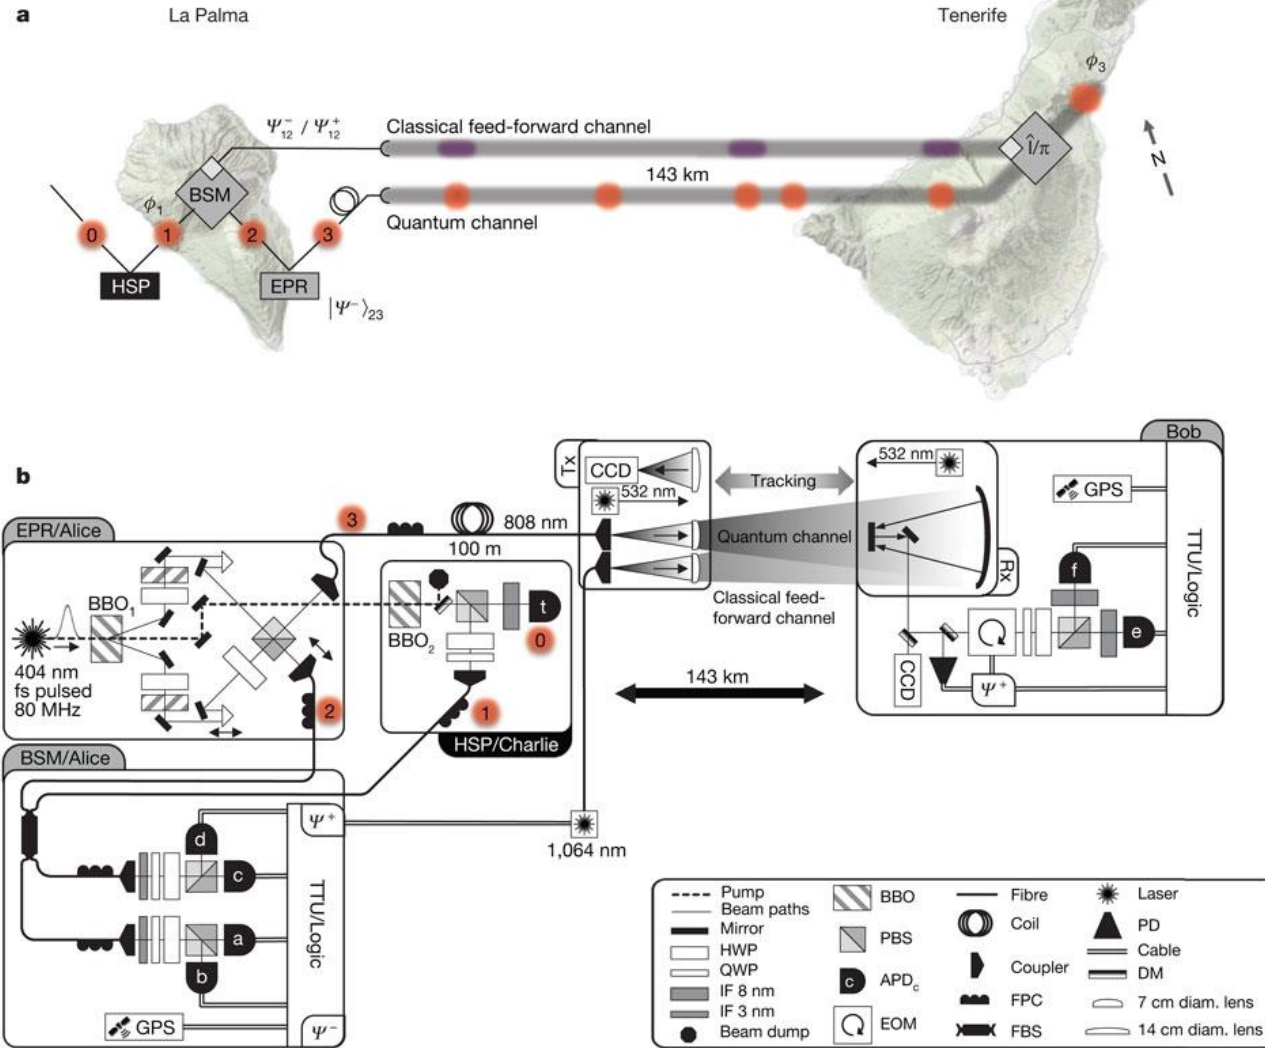 a
La Palma
Tenerife
ϕ3
Ψ−12 / Ψ+12
Classical feed-forward channel
Î/π
N
143 km
BSM
ϕ1
Quantum channel
0
1
2
3
HSP
EPR
|Ψ−⟩23
b
Bob
Tx
CCD
532 nm
Tracking
532 nm
GPS
EPR/Alice
3
808 nm
100 m
Quantum channel
Rx
TTU/Logic
f
BBO1
BBO2
t
0
Classical feed-forward channel
e
404 nm
fs pulsed
80 MHz
CCD
Ψ+
143 km
2
1
HSP/Charlie
BSM/Alice
Ψ+
d
1,064 nm
c
TTU/Logic
a
b
GPS
Ψ−
Pump
Beam paths
Mirror
HWP
QWP
IF 8 nm
IF 3 nm
Beam dump
BBO
PBS
c
APDc
EOM
Fibre
Coil
Coupler
FPC
FBS
Laser
PD
Cable
DM
7 cm diam. lens
14 cm diam. lens